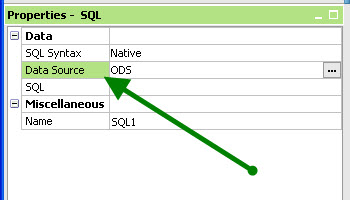 Properties - SQL
Data
SQL Syntax Native
Data Source ODS ...
SQL
Miscellaneous
Name SQL1